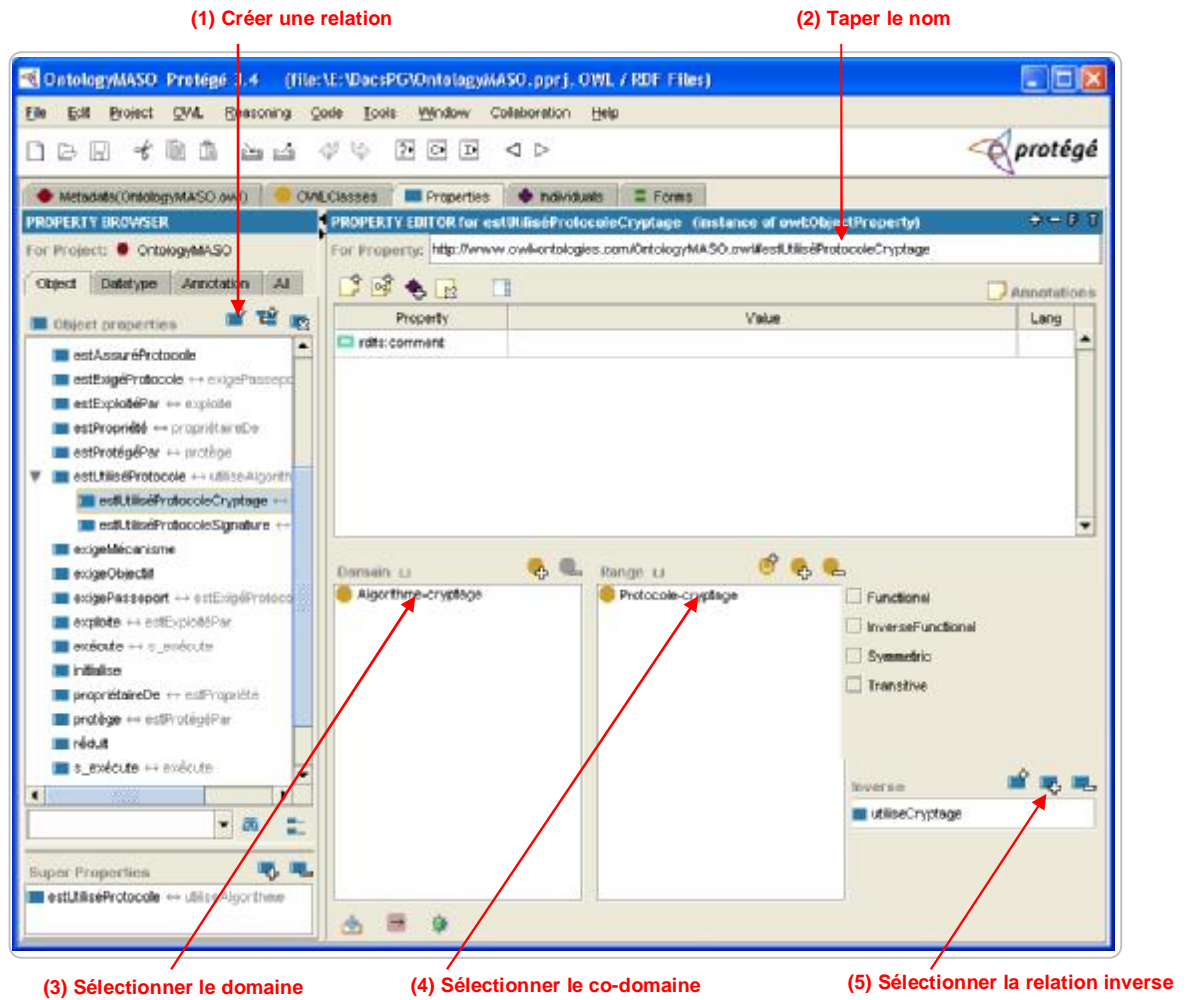 (1) Créer une relation
(2) Taper le nom
OntologyMASO Protégé 3.4 (file:\E:\DocsPG\OntologyMASO.pprj, OWL / RDF Files)
File Edit Project OWL Reasoning Code Tools Window Collaboration Help
protégé
Metadata(OntologyMASO.owl) OWLClasses Properties Individuals Forms
PROPERTY BROWSER
PROPERTY EDITOR for estUtiliséProtocoleCryptage (instance of owl:ObjectProperty)
For Project: OntologyMASO
For Property: http://www.owl-ontologies.com/OntologyMASO.owl#estUtiliséProtocoleCryptage
Object Datatype Annotation All
Annotations
Object properties
Property Value Lang
rdfs:comment
estAssuréProtocole
estExigéProtocole ↔ exigePassepo
estExploitéPar ↔ exploite
estPropriété ↔ propriétaireDe
estProtégéPar ↔ protège
estUtiliséProtocole ↔ utiliseAlgorith
estUtiliséProtocoleCryptage ↔
estUtiliséProtocoleSignature ↔
exigeMécanisme
exigeObjectif
exigePasseport ↔ estExigéProtoco
exploite ↔ estExploitéPar
exécute ↔ s_exécute
initialise
propriétaireDe ↔ estPropriété
protège ↔ estProtégéPar
réduit
s_exécute ↔ exécute
Domain ⊔
Algorithme-cryptage
Range ⊔
Protocole-cryptage
Functional
InverseFunctional
Symmetric
Transitive
Inverse
utiliseCryptage
Super Properties
estUtiliséProtocole ↔ utiliseAlgorithme
(3) Sélectionner le domaine
(4) Sélectionner le co-domaine
(5) Sélectionner la relation inverse